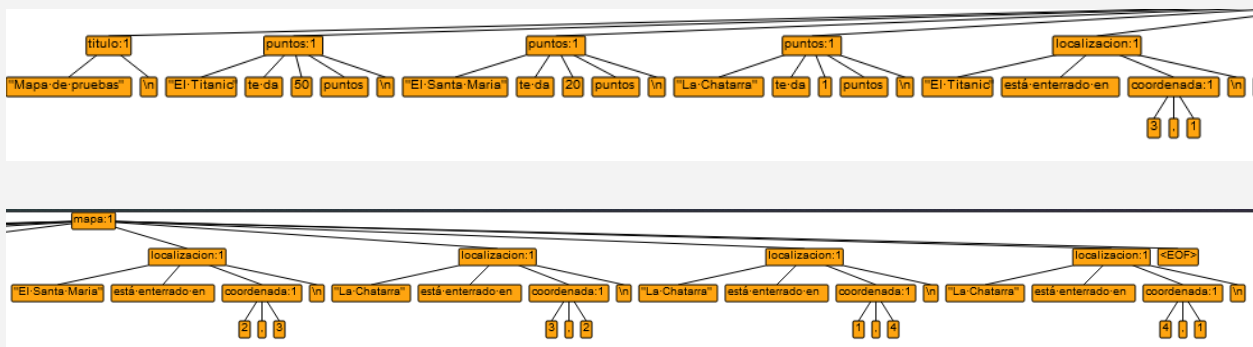 titulo:1 puntos:1 puntos:1 puntos:1 localizacion:1
"Mapa·de·pruebas" \n "El·Titanic" te·da 50 puntos \n "El·Santa·Maria" te·da 20 puntos \n "La·Chatarra" te·da 1 puntos \n "El·Titanic" está·enterrado·en coordenada:1 \n
3 , 1
mapa:1
localizacion:1 localizacion:1 localizacion:1 localizacion:1 <EOF>
"El·Santa·Maria" está·enterrado·en coordenada:1 \n "La·Chatarra" está·enterrado·en coordenada:1 \n "La·Chatarra" está·enterrado·en coordenada:1 \n "La·Chatarra" está·enterrado·en coordenada:1 \n
2 , 3 3 , 2 1 , 4 4 , 1